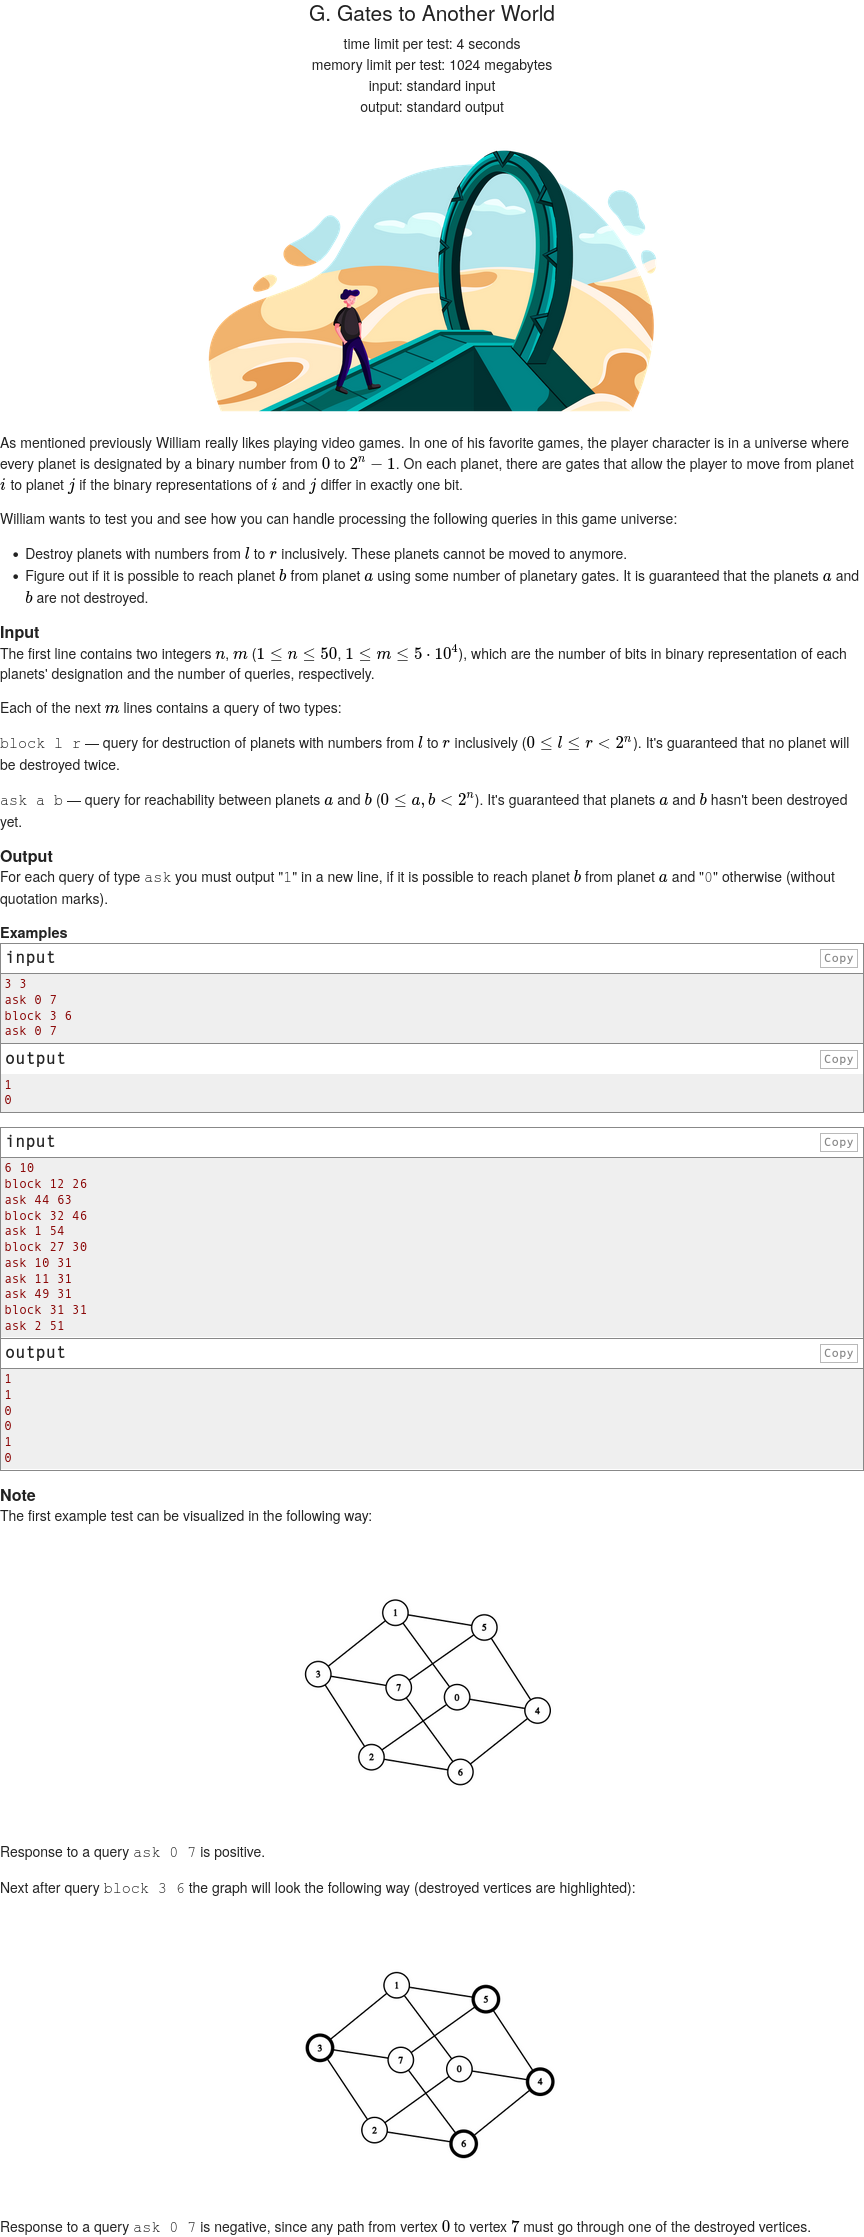 G. Gates to Another World
time limit per test: 4 seconds
memory limit per test: 1024 megabytes
input: standard input
output: standard output
As mentioned previously William really likes playing video games. In one of his favorite games, the player character is in a universe where
every planet is designated by a binary number from 0 to 2^n − 1. On each planet, there are gates that allow the player to move from planet
i to planet j if the binary representations of i and j differ in exactly one bit.
William wants to test you and see how you can handle processing the following queries in this game universe:
• Destroy planets with numbers from l to r inclusively. These planets cannot be moved to anymore.
• Figure out if it is possible to reach planet b from planet a using some number of planetary gates. It is guaranteed that the planets a and
b are not destroyed.
Input
The first line contains two integers n, m (1 ≤ n ≤ 50, 1 ≤ m ≤ 5 · 10^4), which are the number of bits in binary representation of each
planets' designation and the number of queries, respectively.
Each of the next m lines contains a query of two types:
block l r — query for destruction of planets with numbers from l to r inclusively (0 ≤ l ≤ r < 2^n). It's guaranteed that no planet will
be destroyed twice.
ask a b — query for reachability between planets a and b (0 ≤ a, b < 2^n). It's guaranteed that planets a and b hasn't been destroyed
yet.
Output
For each query of type ask you must output "1" in a new line, if it is possible to reach planet b from planet a and "0" otherwise (without
quotation marks).
Examples
input Copy
3 3
ask 0 7
block 3 6
ask 0 7
output Copy
1
0
input Copy
6 10
block 12 26
ask 44 63
block 32 46
ask 1 54
block 27 30
ask 10 31
ask 11 31
ask 49 31
block 31 31
ask 2 51
output Copy
1
1
0
0
1
0
Note
The first example test can be visualized in the following way:
1
5
3
7
0
4
2
6
Response to a query ask 0 7 is positive.
Next after query block 3 6 the graph will look the following way (destroyed vertices are highlighted):
1
5
3
7
0
4
2
6
Response to a query ask 0 7 is negative, since any path from vertex 0 to vertex 7 must go through one of the destroyed vertices.